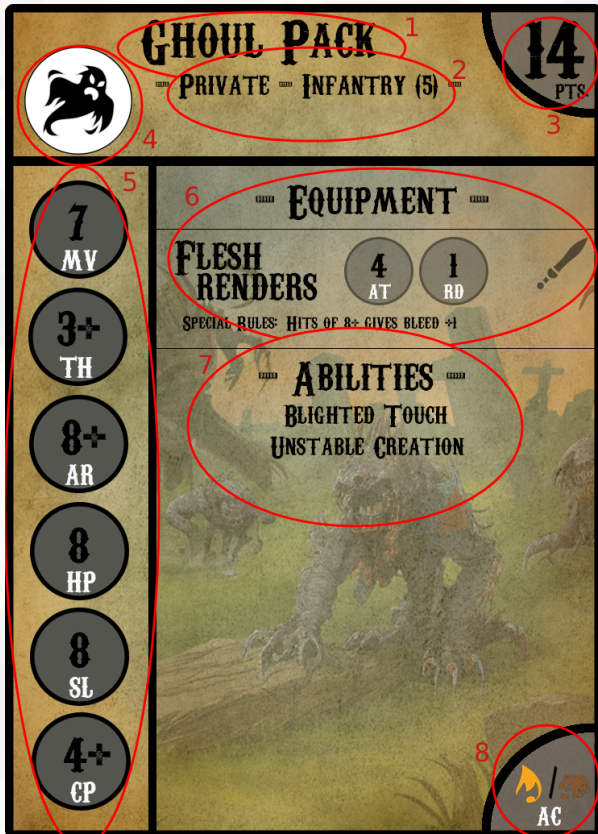 Ghoul Pack
1
Private - Infantry (5)
2
14
PTS.
3
4
5
7
MV
3+
TH
8+
AR
8
HP
8
SL
4+
CP
6
Equipment
Flesh
Renders
4
AT
1
RD
Special Rules: Hits of 8+ gives bleed +1
7
Abilities
Blighted Touch
Unstable Creation
8
/
AC